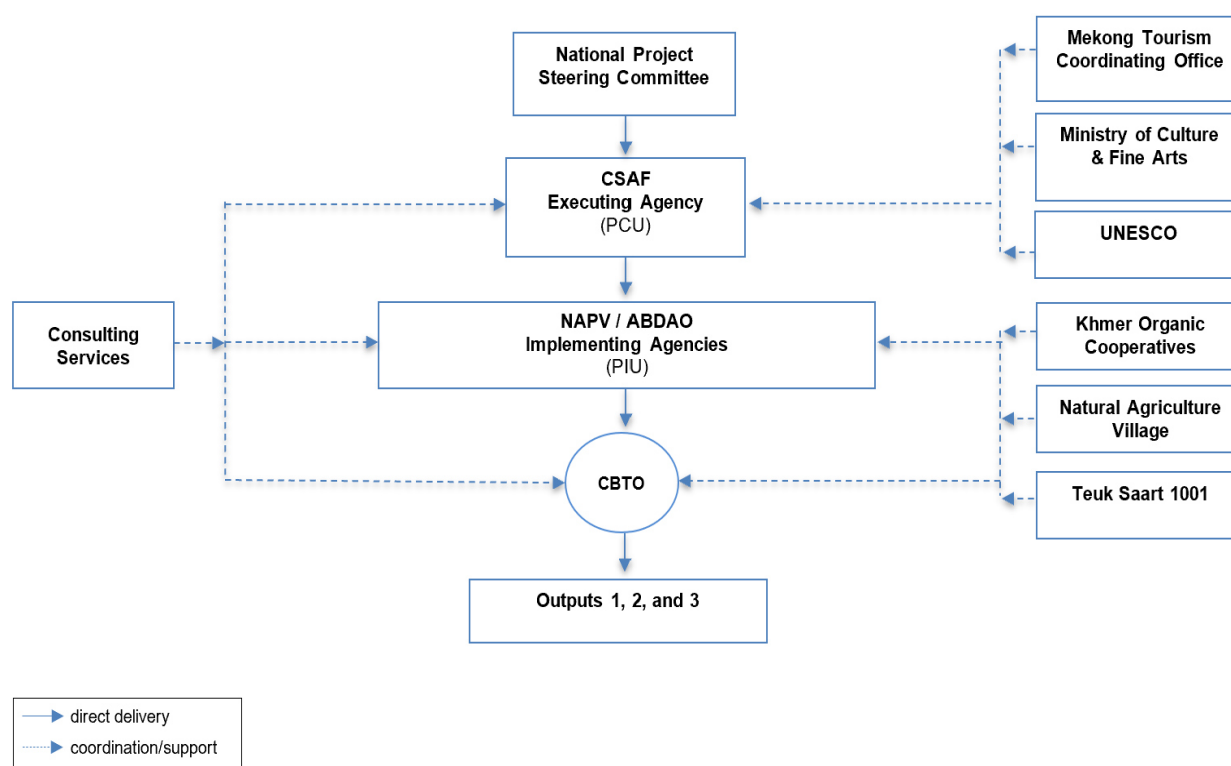 National Project
Steering Committee
Mekong Tourism
Coordinating Office
Ministry of Culture
& Fine Arts
UNESCO
CSAF
Executing Agency
(PCU)
Consulting
Services
NAPV / ABDAO
Implementing Agencies
(PIU)
Khmer Organic
Cooperatives
Natural Agriculture
Village
Teuk Saart 1001
CBTO
Outputs 1, 2, and 3
direct delivery
coordination/support